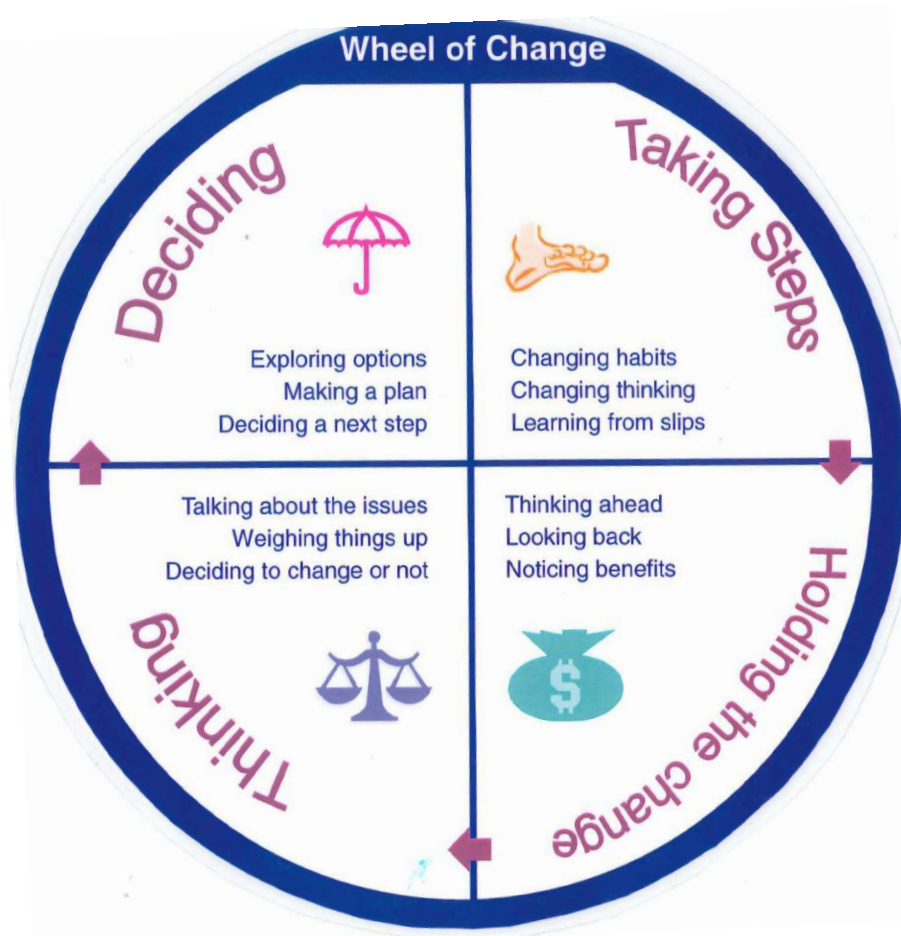 Wheel of Change
Deciding
Exploring options
Making a plan
Deciding a next step
Taking Steps
Changing habits
Changing thinking
Learning from slips
Thinking
Talking about the issues
Weighing things up
Deciding to change or not
Holding the change
Thinking ahead
Looking back
Noticing benefits
$